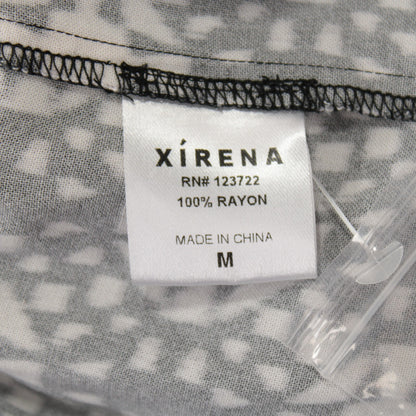 XÍRENA
RN# 123722
100% RAYON
MADE IN CHINA
M